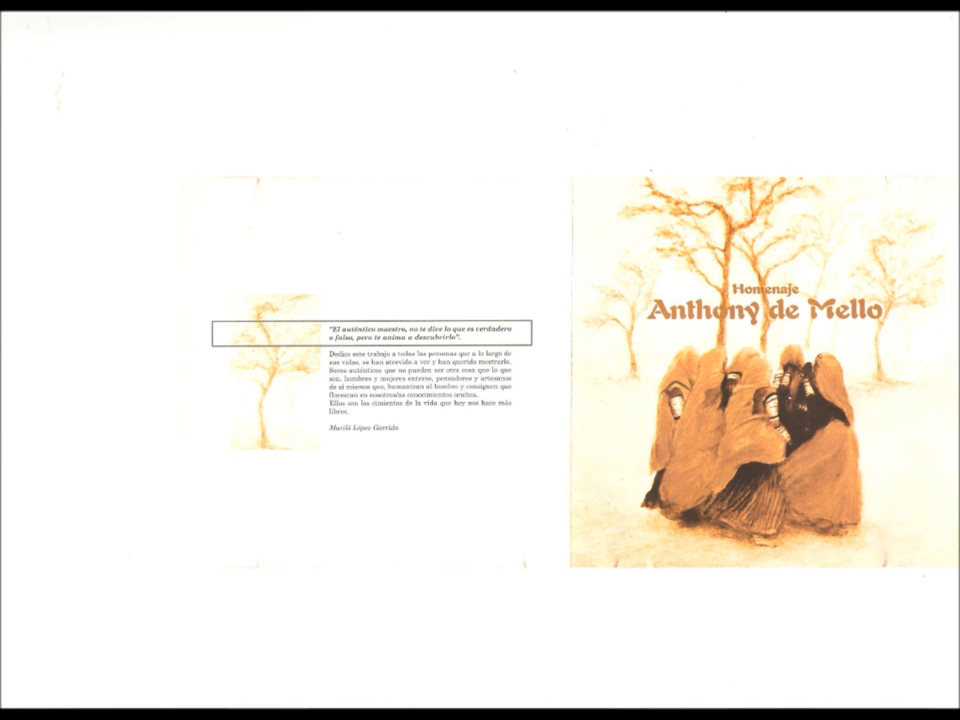 "El auténtico maestro, no te dice lo que es verdadero
o falso, pero te anima a descubrirlo".
Dedico este trabajo a todas las personas que a lo largo de
sus vidas, se han atrevido a ver y han querido mostrarlo.
Seres auténticos que no pueden ser otra cosa que lo que
son, hombres y mujeres enteros, pensadores y artesanos
de sí mismos que, humanizan al hombre y consiguen que
florezcan en nosotros/as conocimientos ocultos.
Ellos son los cimientos de la vida que hoy nos hace más
libres.
Mariló López Garrido
Homenaje
Anthony de Mello